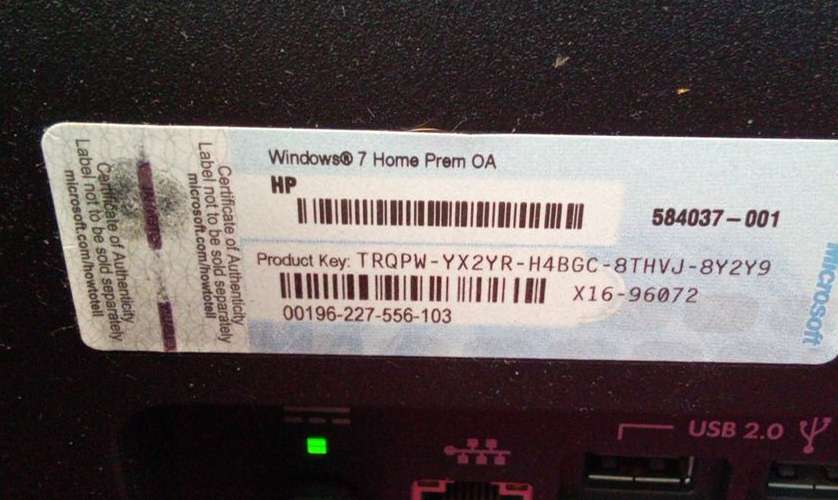 Certificate of Authenticity
Label not to be sold separately
microsoft.com/howtotell
Certificate of Authenticity
Label not to be sold separately
microsoft.com/howtotell
Windows® 7 Home Prem OA
HP
584037-001
Product Key: TRQPW-YX2YR-H4BGC-8THVJ-8Y2Y9
X16-96072
00196-227-556-103
Microsoft
USB 2.0